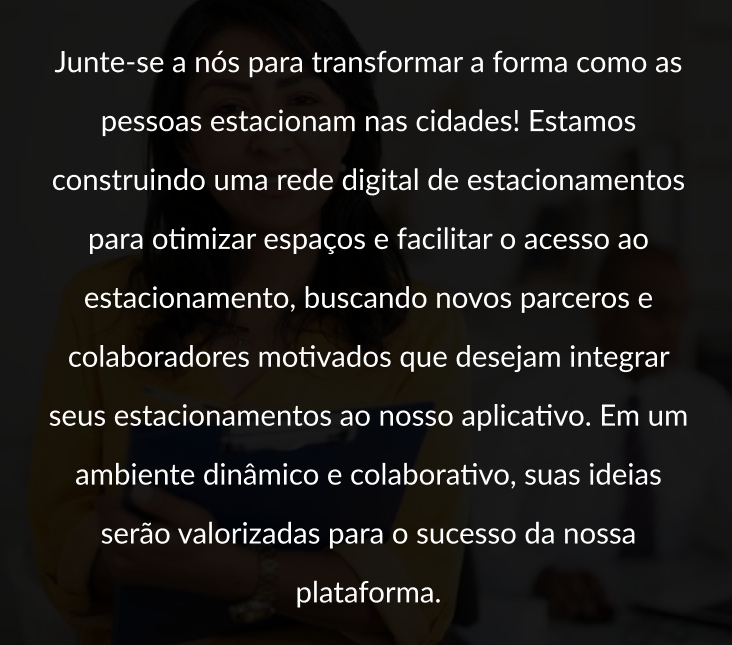 Junte-se a nós para transformar a forma como as
pessoas estacionam nas cidades! Estamos
construindo uma rede digital de estacionamentos
para otimizar espaços e facilitar o acesso ao
estacionamento, buscando novos parceros e
colaboradores motivados que desejam integrar
seus estacionamentos ao nosso aplicativo. Em um
ambiente dinâmico e colaborativo, suas ideias
serão valorizadas para o sucesso da nossa
plataforma.